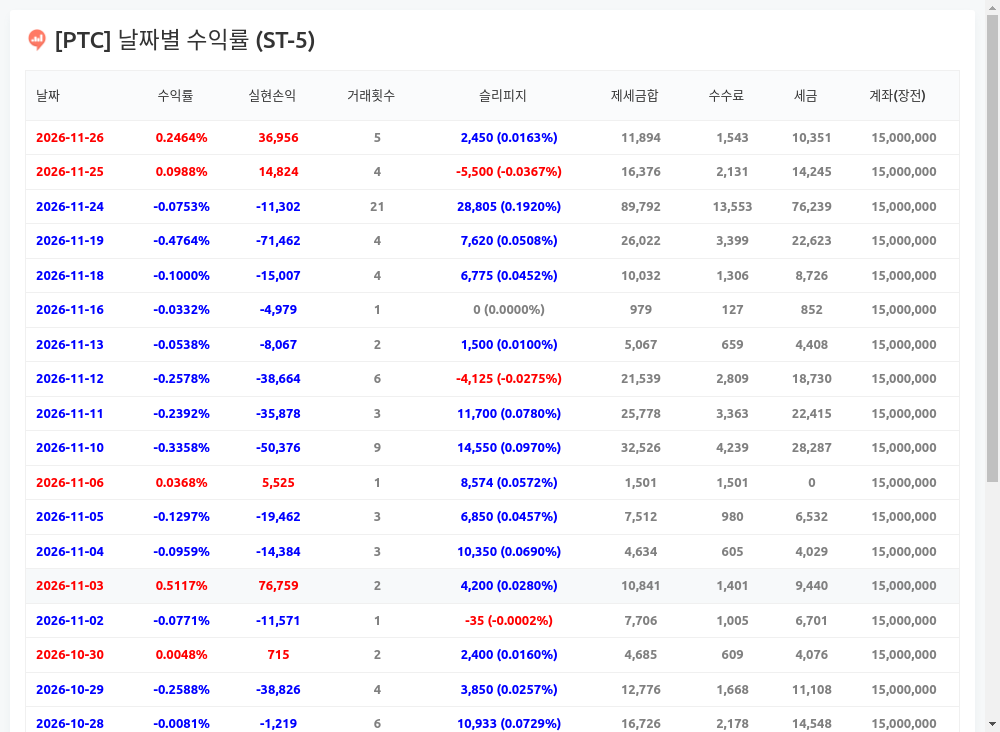 [PTC] 날짜별 수익률 (ST-5)
날짜 수익률 실현손익 거래횟수 슬리피지 제세금합 수수료 세금 계좌(장전)
2026-11-26 0.2464% 36,956 5 2,450 (0.0163%) 11,894 1,543 10,351 15,000,000
2026-11-25 0.0988% 14,824 4 -5,500 (-0.0367%) 16,376 2,131 14,245 15,000,000
2026-11-24 -0.0753% -11,302 21 28,805 (0.1920%) 89,792 13,553 76,239 15,000,000
2026-11-19 -0.4764% -71,462 4 7,620 (0.0508%) 26,022 3,399 22,623 15,000,000
2026-11-18 -0.1000% -15,007 4 6,775 (0.0452%) 10,032 1,306 8,726 15,000,000
2026-11-16 -0.0332% -4,979 1 0 (0.0000%) 979 127 852 15,000,000
2026-11-13 -0.0538% -8,067 2 1,500 (0.0100%) 5,067 659 4,408 15,000,000
2026-11-12 -0.2578% -38,664 6 -4,125 (-0.0275%) 21,539 2,809 18,730 15,000,000
2026-11-11 -0.2392% -35,878 3 11,700 (0.0780%) 25,778 3,363 22,415 15,000,000
2026-11-10 -0.3358% -50,376 9 14,550 (0.0970%) 32,526 4,239 28,287 15,000,000
2026-11-06 0.0368% 5,525 1 8,574 (0.0572%) 1,501 1,501 0 15,000,000
2026-11-05 -0.1297% -19,462 3 6,850 (0.0457%) 7,512 980 6,532 15,000,000
2026-11-04 -0.0959% -14,384 3 10,350 (0.0690%) 4,634 605 4,029 15,000,000
2026-11-03 0.5117% 76,759 2 4,200 (0.0280%) 10,841 1,401 9,440 15,000,000
2026-11-02 -0.0771% -11,571 1 -35 (-0.0002%) 7,706 1,005 6,701 15,000,000
2026-10-30 0.0048% 715 2 2,400 (0.0160%) 4,685 609 4,076 15,000,000
2026-10-29 -0.2588% -38,826 4 3,850 (0.0257%) 12,776 1,668 11,108 15,000,000
2026-10-28 -0.0081% -1,219 6 10,933 (0.0729%) 16,726 2,178 14,548 15,000,000